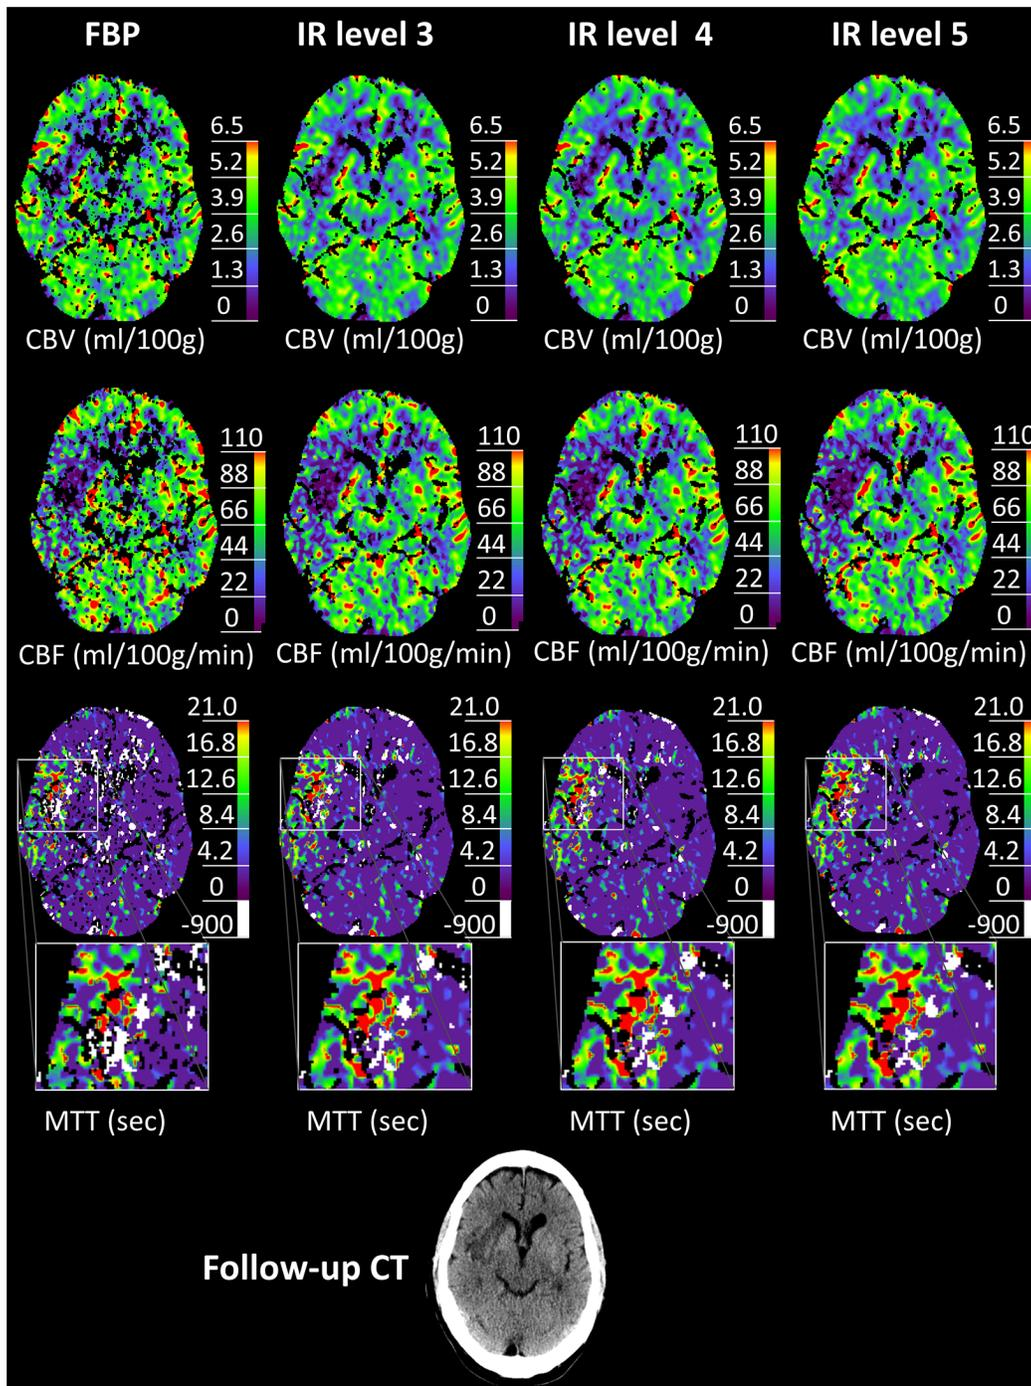 FBP IR level 3 IR level 4 IR level 5
6.5 6.5 6.5 6.5
5.2 5.2 5.2 5.2
3.9 3.9 3.9 3.9
2.6 2.6 2.6 2.6
1.3 1.3 1.3 1.3
0 0 0 0
CBV (ml/100g) CBV (ml/100g) CBV (ml/100g) CBV (ml/100g)
110 110 110 110
88 88 88 88
66 66 66 66
44 44 44 44
22 22 22 22
0 0 0 0
CBF (ml/100g/min) CBF (ml/100g/min) CBF (ml/100g/min) CBF (ml/100g/min)
21.0 21.0 21.0 21.0
16.8 16.8 16.8 16.8
12.6 12.6 12.6 12.6
8.4 8.4 8.4 8.4
4.2 4.2 4.2 4.2
0 0 0 0
-900 -900 -900 -900
MTT (sec) MTT (sec) MTT (sec) MTT (sec)
Follow-up CT